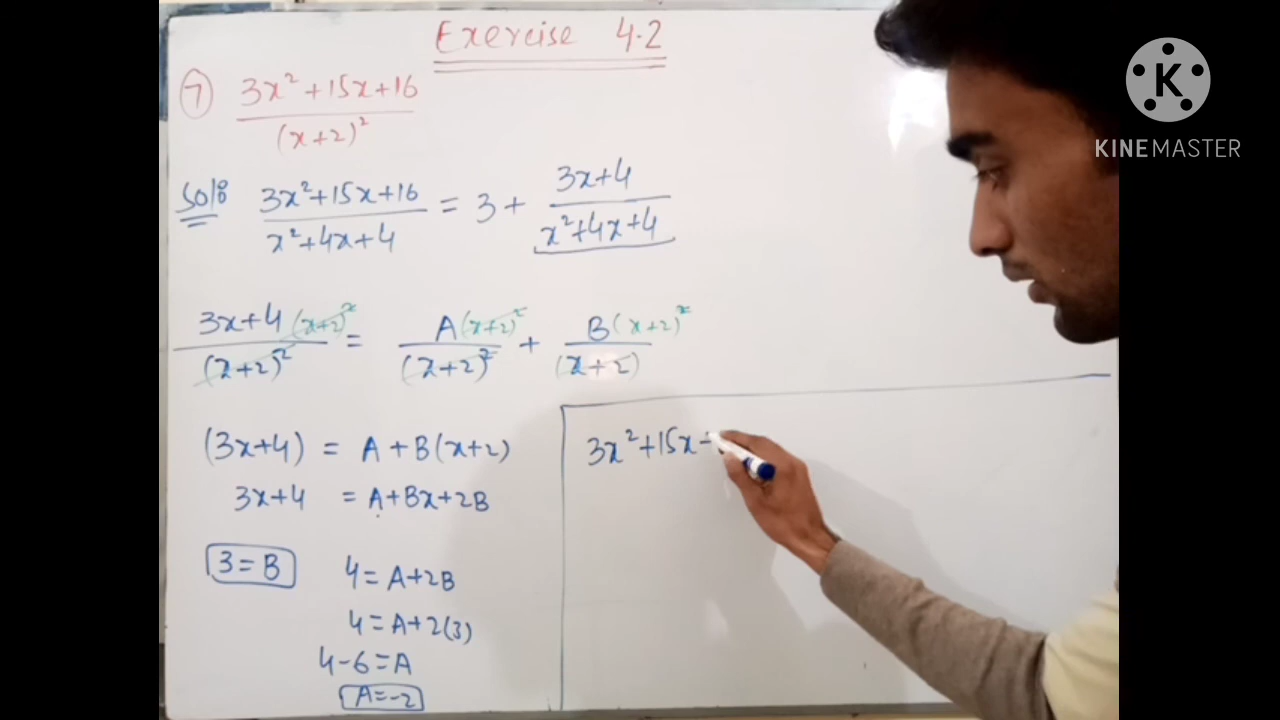 Exercise 4.2
7 3x²+15x+16
(x+2)²
Sol: 3x²+15x+16 / x²+4x+4 = 3 + 3x+4 / x²+4x+4
3x+4(x+2)² / (x+2)² = A(x+2)² / (x+2)² + B(x+2)² / (x+2)
(3x+4) = A+B(x+2)
3x+4 = A+Bx+2B
3=B
4=A+2B
4=A+2(3)
4-6=A
A=-2
3x²+15x+
K
KINEMASTER